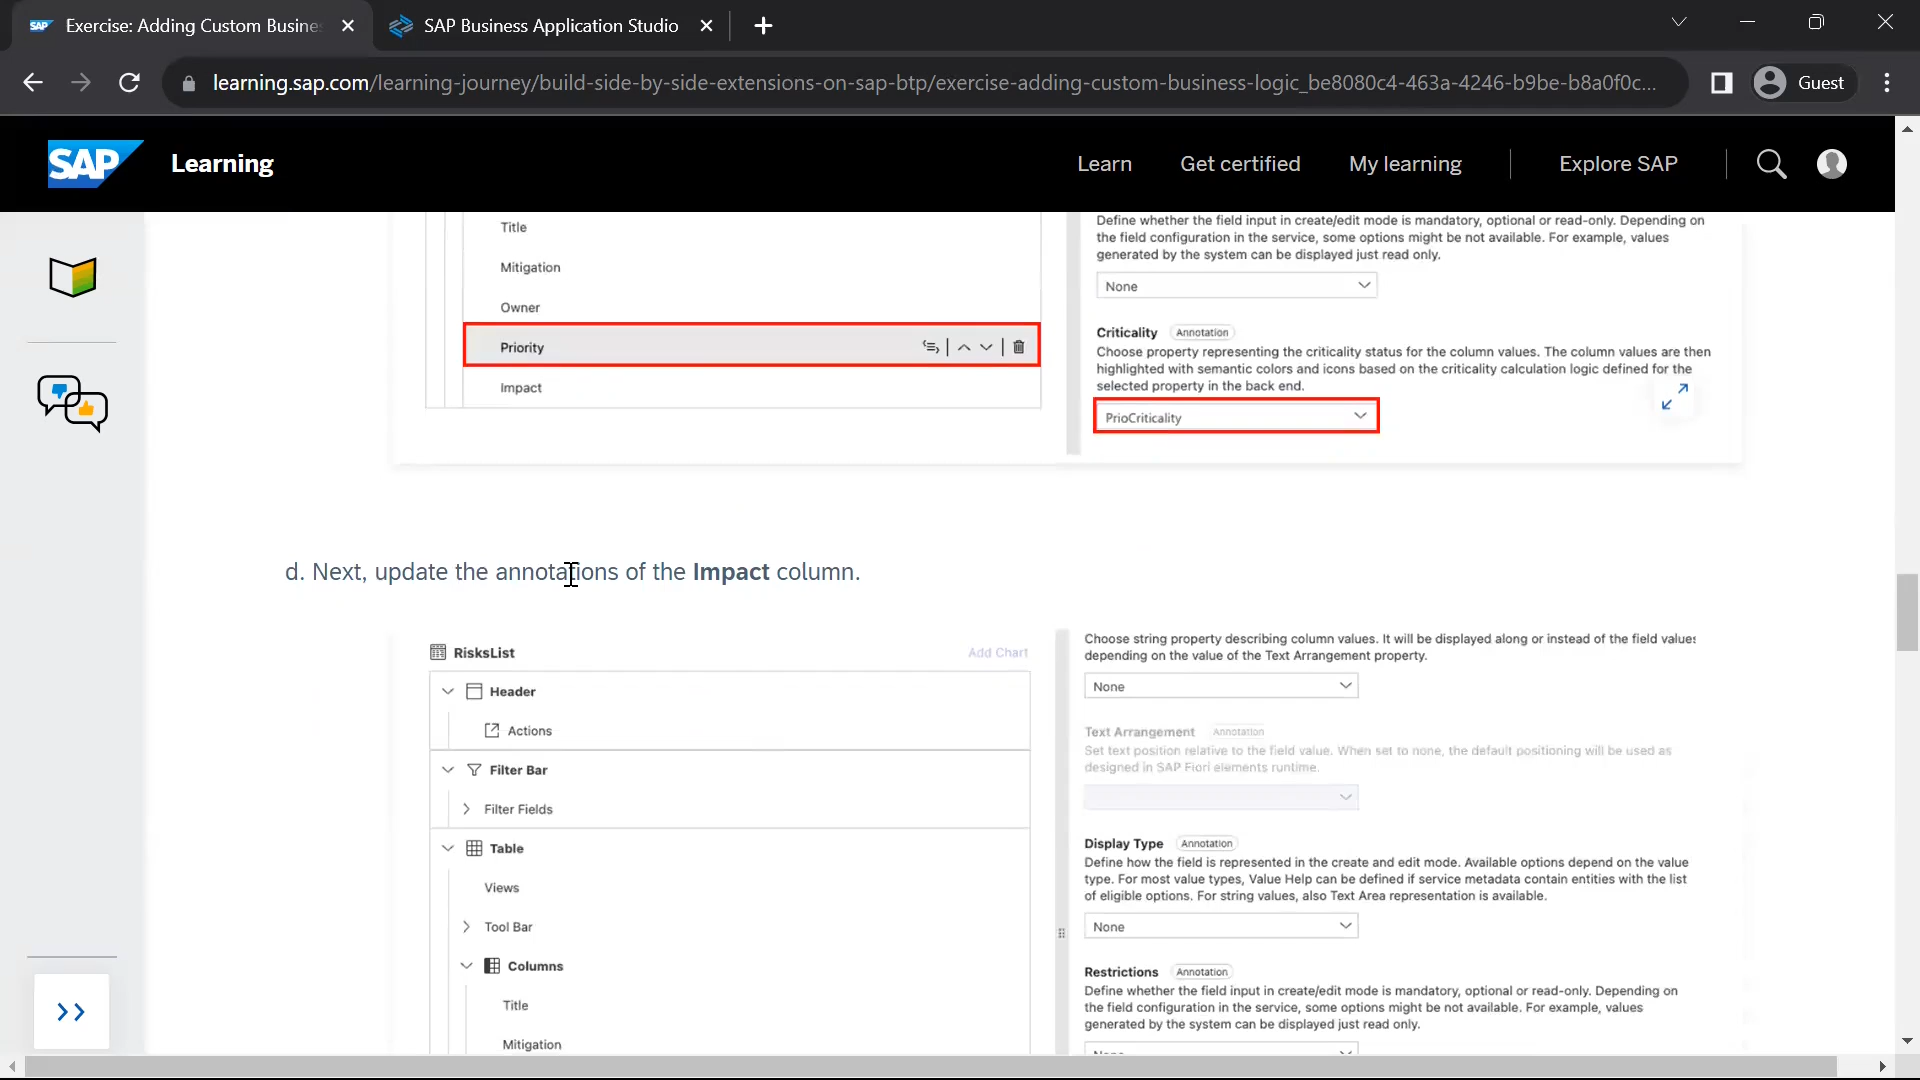 Exercise: Adding Custom Busine
SAP Business Application Studio
learning.sap.com/learning-journey/build-side-by-side-extensions-on-sap-btp/exercise-adding-custom-business-logic_be8080c4-463a-4246-b9be-b8a0f0c...
Guest
SAP
Learning
Learn
Get certified
My learning
Explore SAP
Title
Mitigation
Owner
Priority
Impact
Define whether the field input in create/edit mode is mandatory, optional or read-only. Depending on
the field configuration in the service, some options might be not available. For example, values
generated by the system can be displayed just read only.
None
Criticality Annotation
Choose property representing the criticality status for the column values. The column values are then
highlighted with semantic colors and icons based on the criticality calculation logic defined for the
selected property in the back end.
PrioCriticality
d. Next, update the annotations of the Impact column.
RisksList
Add Chart
Header
Actions
Filter Bar
Filter Fields
Table
Views
Tool Bar
Columns
Title
Mitigation
Choose string property describing column values. It will be displayed along or instead of the field values
depending on the value of the Text Arrangement property.
None
Text Arrangement Annotation
Set text position relative to the field value. When set to none, the default positioning will be used as
designed in SAP Fiori elements runtime.
Display Type Annotation
Define how the field is represented in the create and edit mode. Available options depend on the value
type. For most value types, Value Help can be defined if service metadata contain entities with the list
of eligible options. For string values, also Text Area representation is available.
None
Restrictions Annotation
Define whether the field input in create/edit mode is mandatory, optional or read-only. Depending on
the field configuration in the service, some options might be not available. For example, values
generated by the system can be displayed just read only.